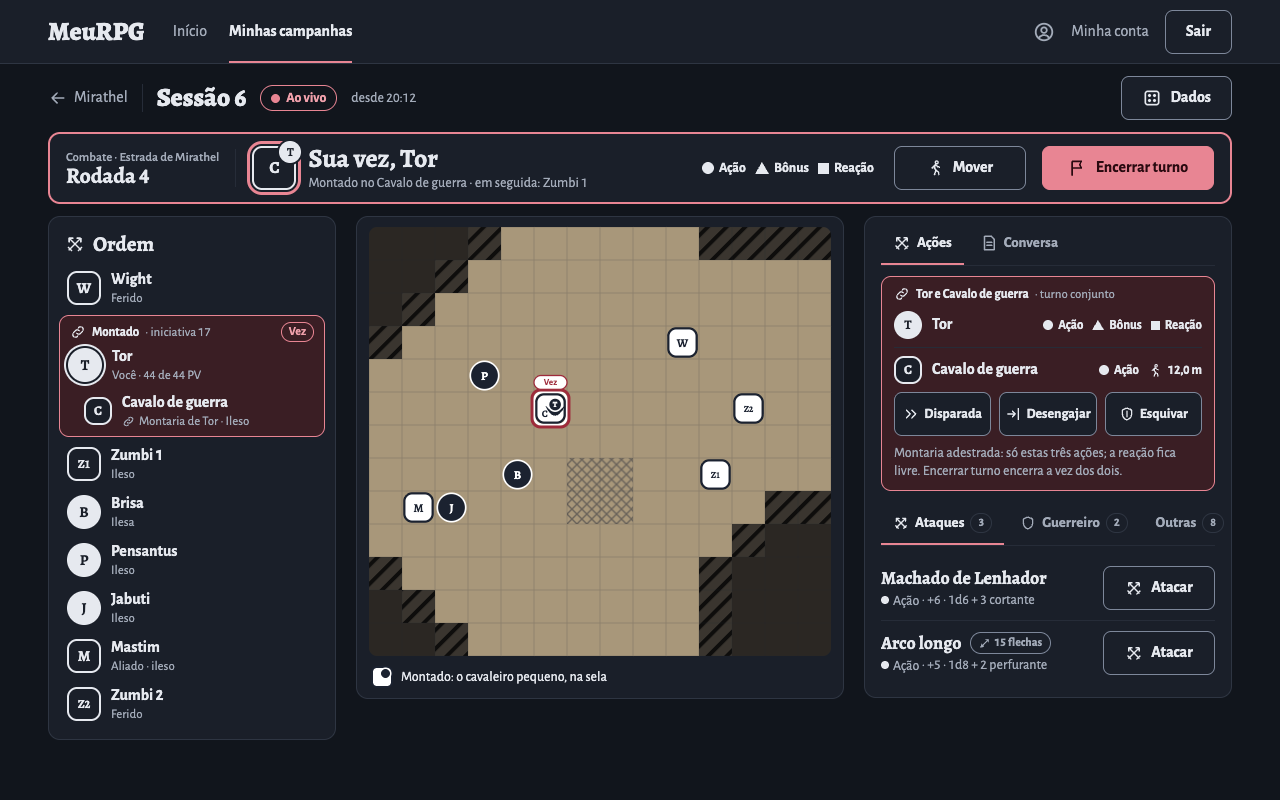 MeuRPG
Início
Minhas campanhas
Minha conta
Sair
Mirathel
Sessão 6
Ao vivo
desde 20:12
Dados
Combate · Estrada de Mirathel
Rodada 4
C
T
Sua vez, Tor
Montado no Cavalo de guerra · em seguida: Zumbi 1
Ação
Bônus
Reação
Mover
Encerrar turno
Ordem
W
Wight
Ferido
Montado · iniciativa 17
Vez
T
Tor
Você · 44 de 44 PV
C
Cavalo de guerra
Montaria de Tor · Ileso
Z1
Zumbi 1
Ileso
B
Brisa
Ilesa
P
Pensantus
Ileso
J
Jabuti
Ileso
M
Mastim
Aliado · ileso
Z2
Zumbi 2
Ferido
W
P
Vez
C
T
Z2
B
Z1
M
J
Montado: o cavaleiro pequeno, na sela
Ações
Conversa
Tor e Cavalo de guerra · turno conjunto
T
Tor
Ação
Bônus
Reação
C
Cavalo de guerra
Ação
12,0 m
Disparada
Desengajar
Esquivar
Montaria adestrada: só estas três ações; a reação fica
livre. Encerrar turno encerra a vez dos dois.
Ataques 3
Guerreiro 2
Outras 8
Machado de Lenhador
Ação · +6 · 1d6 + 3 cortante
Atacar
Arco longo
15 flechas
Ação · +5 · 1d8 + 2 perfurante
Atacar